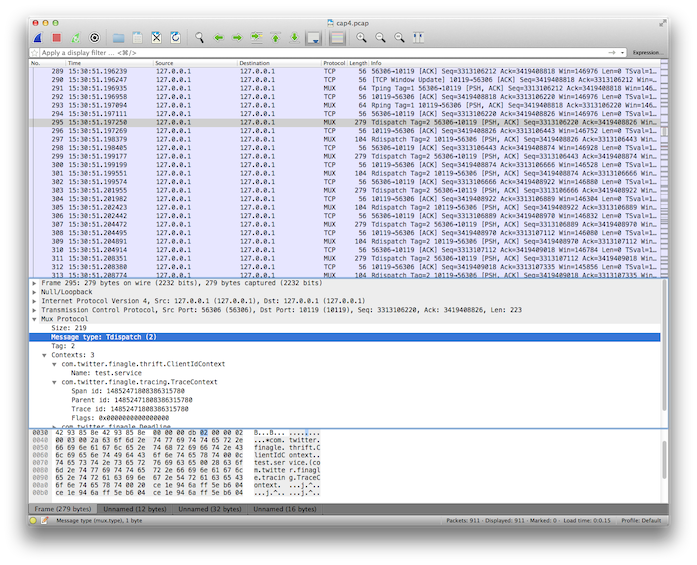 cap4.pcap
Apply a display filter ... <⌘/>
Expression...
No. Time Source Destination Protocol Length Info
289 15:30:51.196239 127.0.0.1 127.0.0.1 TCP 56 56306→10119 [ACK] Seq=3313106212 Ack=3419408818 Win=146976 Len=0 TSval=1…
290 15:30:51.196247 127.0.0.1 127.0.0.1 TCP 56 [TCP Window Update] 10119→56306 [ACK] Seq=3419408818 Ack=3313106212 Win…
291 15:30:51.196935 127.0.0.1 127.0.0.1 MUX 64 Tping Tag=1 56306→10119 [PSH, ACK] Seq=3313106212 Ack=3419408818 Win=146…
292 15:30:51.196958 127.0.0.1 127.0.0.1 TCP 56 10119→56306 [ACK] Seq=3419408818 Ack=3313106220 Win=146976 Len=0 TSval=1…
293 15:30:51.197094 127.0.0.1 127.0.0.1 MUX 64 Rping Tag=1 10119→56306 [PSH, ACK] Seq=3419408818 Ack=3313106220 Win=146…
294 15:30:51.197111 127.0.0.1 127.0.0.1 TCP 56 56306→10119 [ACK] Seq=3313106220 Ack=3419408826 Win=146976 Len=0 TSval=1…
295 15:30:51.197250 127.0.0.1 127.0.0.1 MUX 279 Tdispatch Tag=2 56306→10119 [PSH, ACK] Seq=3313106220 Ack=3419408826 Win…
296 15:30:51.197269 127.0.0.1 127.0.0.1 TCP 56 10119→56306 [ACK] Seq=3419408826 Ack=3313106443 Win=146752 Len=0 TSval=1…
297 15:30:51.198379 127.0.0.1 127.0.0.1 MUX 104 Rdispatch Tag=2 10119→56306 [PSH, ACK] Seq=3419408826 Ack=3313106443 Win…
298 15:30:51.198405 127.0.0.1 127.0.0.1 TCP 56 56306→10119 [ACK] Seq=3313106443 Ack=3419408874 Win=146928 Len=0 TSval=1…
299 15:30:51.199177 127.0.0.1 127.0.0.1 MUX 279 Tdispatch Tag=2 56306→10119 [PSH, ACK] Seq=3313106443 Ack=3419408874 Win…
300 15:30:51.199199 127.0.0.1 127.0.0.1 TCP 56 10119→56306 [ACK] Seq=3419408874 Ack=3313106666 Win=146528 Len=0 TSval=1…
301 15:30:51.199551 127.0.0.1 127.0.0.1 MUX 104 Rdispatch Tag=2 10119→56306 [PSH, ACK] Seq=3419408874 Ack=3313106666 Win…
302 15:30:51.199574 127.0.0.1 127.0.0.1 TCP 56 56306→10119 [ACK] Seq=3313106666 Ack=3419408922 Win=146880 Len=0 TSval=1…
303 15:30:51.201955 127.0.0.1 127.0.0.1 MUX 279 Tdispatch Tag=2 56306→10119 [PSH, ACK] Seq=3313106666 Ack=3419408922 Win…
304 15:30:51.201982 127.0.0.1 127.0.0.1 TCP 56 10119→56306 [ACK] Seq=3419408922 Ack=3313106889 Win=146304 Len=0 TSval=1…
305 15:30:51.202423 127.0.0.1 127.0.0.1 MUX 104 Rdispatch Tag=2 10119→56306 [PSH, ACK] Seq=3419408922 Ack=3313106889 Win…
306 15:30:51.202442 127.0.0.1 127.0.0.1 TCP 56 56306→10119 [ACK] Seq=3313106889 Ack=3419408970 Win=146832 Len=0 TSval=1…
307 15:30:51.204472 127.0.0.1 127.0.0.1 MUX 279 Tdispatch Tag=2 56306→10119 [PSH, ACK] Seq=3313106889 Ack=3419408970 Win…
308 15:30:51.204495 127.0.0.1 127.0.0.1 TCP 56 10119→56306 [ACK] Seq=3419408970 Ack=3313107112 Win=146080 Len=0 TSval=1…
309 15:30:51.204891 127.0.0.1 127.0.0.1 MUX 104 Rdispatch Tag=2 10119→56306 [PSH, ACK] Seq=3419408970 Ack=3313107112 Win…
310 15:30:51.204914 127.0.0.1 127.0.0.1 TCP 56 56306→10119 [ACK] Seq=3313107112 Ack=3419409018 Win=146784 Len=0 TSval=1…
311 15:30:51.208351 127.0.0.1 127.0.0.1 MUX 279 Tdispatch Tag=2 56306→10119 [PSH, ACK] Seq=3313107112 Ack=3419409018 Win…
312 15:30:51.208380 127.0.0.1 127.0.0.1 TCP 56 10119→56306 [ACK] Seq=3419409018 Ack=3313107335 Win=145856 Len=0 TSval=1…
313 15:30:51.208774 127.0.0.1 127.0.0.1 MUX 104 Rdispatch Tag=2 10119→56306 [PSH, ACK] Seq=3419409018 Ack=3313107335 Win…
Frame 295: 279 bytes on wire (2232 bits), 279 bytes captured (2232 bits)
Null/Loopback
Internet Protocol Version 4, Src: 127.0.0.1 (127.0.0.1), Dst: 127.0.0.1 (127.0.0.1)
Transmission Control Protocol, Src Port: 56306 (56306), Dst Port: 10119 (10119), Seq: 3313106220, Ack: 3419408826, Len: 223
Mux Protocol
Size: 219
Message type: Tdispatch (2)
Tag: 2
Contexts: 3
com.twitter.finagle.thrift.ClientIdContext
Name: test.service
com.twitter.finagle.tracing.TraceContext
Span id: 14852471808386315780
Parent id: 14852471808386315780
Trace id: 14852471808386315780
Flags: 0x0000000000000000
com.twitter.finagle.Deadline
0030 42 93 85 8e 42 93 85 8e 00 00 00 db 02 00 00 02 B...B... ........
0040 00 03 00 2a 63 6f 6d 2e 74 77 69 74 74 65 72 2e ...*com. twitter.
0050 66 69 6e 61 67 6c 65 2e 74 68 72 69 66 74 2e 43 finagle. thrift.C
0060 6c 69 65 6e 74 49 64 43 6f 6e 74 65 78 74 00 0c lientIdC ontext..
0070 74 65 73 74 2e 73 65 72 76 69 63 65 00 28 63 6f test.ser vice.(co
0080 6d 2e 74 77 69 74 74 65 72 2e 66 69 6e 61 67 6c m.twitte r.finagl
0090 65 2e 74 72 61 63 69 6e 67 2e 54 72 61 63 65 43 e.tracin g.TraceC
00a0 6f 6e 74 65 78 74 00 20 ce 1e 94 6a ff 5e b6 04 ontext.  ...j.^..
00b0 ce 1e 94 6a ff 5e b6 04 ce 1e 94 6a ff 5e b6 04 ...j.^.. ...j.^..
Frame (279 bytes) Unnamed (12 bytes) Unnamed (32 bytes) Unnamed (16 bytes)
Message type (mux.type), 1 byte
Packets: 911 · Displayed: 911 · Marked: 0 · Load time: 0:0.15
Profile: Default